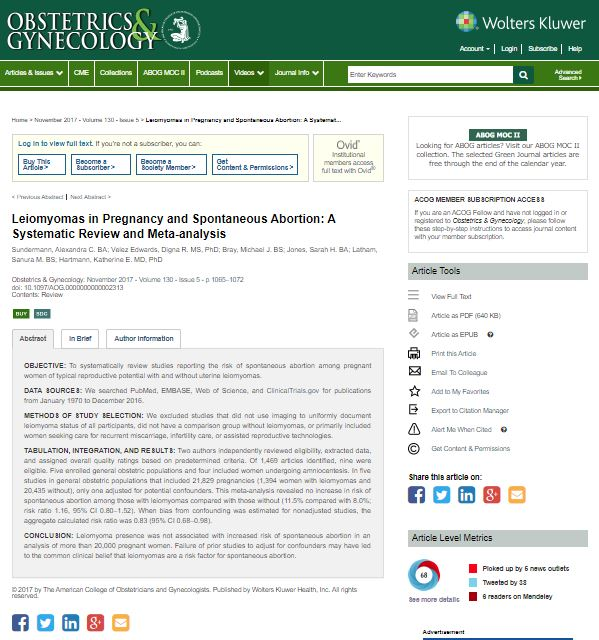 OBSTETRICS&
GYNECOLOGY
Wolters Kluwer
Account Login Subscribe Help
Articles & Issues CME Collections ABOG MOC II Podcasts Videos Journal Info
Enter Keywords
Advanced
Search
Home > November 2017 - Volume 130 - Issue 5 > Leiomyomas in Pregnancy and Spontaneous Abortion: A Systemat...
Log in to view full text. If you're not a subscriber, you can:
Buy This
Article>
Become a
Subscriber>
Become a
Society Member>
Get
Content & Permissions>
Ovid®
Institutional
members access
full text with Ovid®
< Previous Abstract | Next Abstract >
Leiomyomas in Pregnancy and Spontaneous Abortion: A
Systematic Review and Meta-analysis
Sundermann, Alexandra C. BA; Velez Edwards, Digna R. MS, PhD; Bray, Michael J. BS; Jones, Sarah H. BA; Latham,
Sanura M. BS; Hartmann, Katherine E. MD, PhD
Obstetrics & Gynecology: November 2017 - Volume 130 - Issue 5 - p 1065–1072
doi: 10.1097/AOG.0000000000002313
Contents: Review
BUY SDC
Abstract In Brief Author Information
OBJECTIVE: To systematically review studies reporting the risk of spontaneous abortion among pregnant
women of typical reproductive potential with and without uterine leiomyomas.
DATA SOURCES: We searched PubMed, EMBASE, Web of Science, and ClinicalTrials.gov for publications
from January 1970 to December 2016.
METHODS OF STUDY SELECTION: We excluded studies that did not use imaging to uniformly document
leiomyoma status of all participants, did not have a comparison group without leiomyomas, or primarily included
women seeking care for recurrent miscarriage, infertility care, or assisted reproductive technologies.
TABULATION, INTEGRATION, AND RESULTS: Two authors independently reviewed eligibility, extracted data,
and assigned overall quality ratings based on predetermined criteria. Of 1,469 articles identified, nine were
eligible. Five enrolled general obstetric populations and four included women undergoing amniocentesis. In five
studies in general obstetric populations that included 21,829 pregnancies (1,394 women with leiomyomas and
20,435 without), only one adjusted for potential confounders. This meta-analysis revealed no increase in risk of
spontaneous abortion among those with leiomyomas compared with those without (11.5% compared with 8.0%;
risk ratio 1.16, 95% CI 0.80–1.52). When bias from confounding was estimated for nonadjusted studies, the
aggregate calculated risk ratio was 0.83 (95% CI 0.68–0.98).
CONCLUSION: Leiomyoma presence was not associated with increased risk of spontaneous abortion in an
analysis of more than 20,000 pregnant women. Failure of prior studies to adjust for confounders may have led
to the common clinical belief that leiomyomas are a risk factor for spontaneous abortion.
© 2017 by The American College of Obstetricians and Gynecologists. Published by Wolters Kluwer Health, Inc. All rights
reserved.
ABOG MOC II
Looking for ABOG articles? Visit our ABOG MOC II
collection. The selected Green Journal articles are
free through the end of the calendar year.
ACOG MEMBER SUBSCRIPTION ACCESS
If you are an ACOG Fellow and have not logged in or
registered to Obstetrics & Gynecology, please follow
these step-by-step instructions to access journal content
with your member subscription.
Article Tools
View Full Text
Article as PDF (640 KB)
Article as EPUB
Print this Article
Email To Colleague
Add to My Favorites
Export to Citation Manager
Alert Me When Cited
Get Content & Permissions
Share this article on:
Article Level Metrics
68
See more details
Picked up by 5 news outlets
Tweeted by 33
6 readers on Mendeley
Advertisement